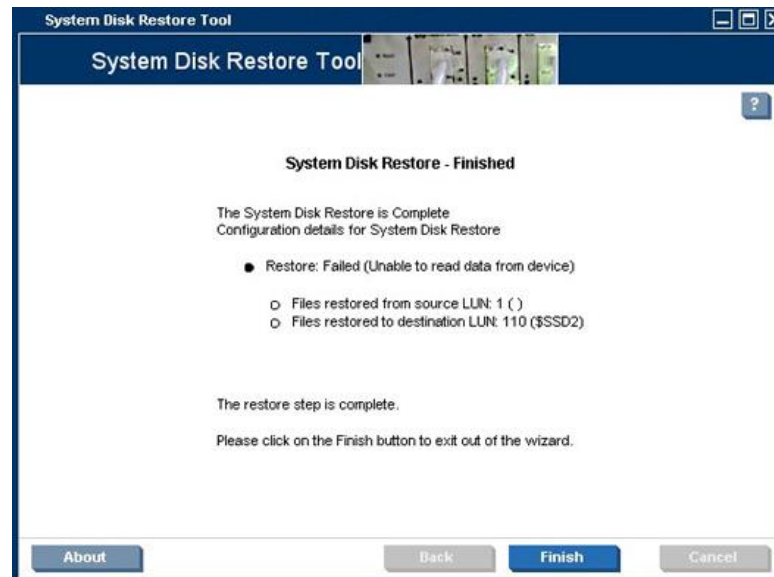 System Disk Restore Tool
System Disk Restore Tool
?
System Disk Restore - Finished
The System Disk Restore is Complete
Configuration details for System Disk Restore
Restore: Failed (Unable to read data from device)
Files restored from source LUN: 1 ( )
Files restored to destination LUN: 110 ($SSD2)
The restore step is complete.
Please click on the Finish button to exit out of the wizard.
About Back Finish Cancel